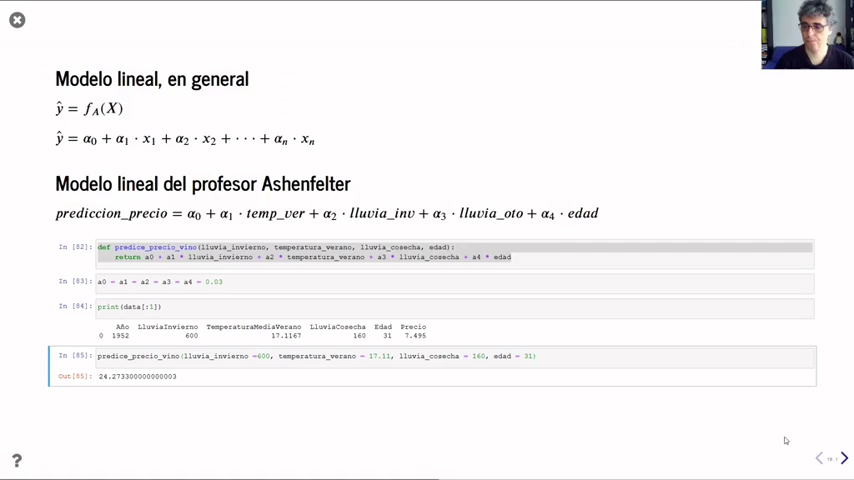 Modelo lineal, en general
ŷ = f_A(X)
ŷ = α₀ + α₁ · x₁ + α₂ · x₂ + · · · + αₙ · xₙ
Modelo lineal del profesor Ashenfelter
prediccion_precio = α₀ + α₁ · temp_ver + α₂ · lluvia_inv + α₃ · lluvia_oto + α₄ · edad
In [82]: def predice_precio_vino(lluvia_invierno, temperatura_verano, lluvia_cosecha, edad):
return a0 + a1 * lluvia_invierno + a2 * temperatura_verano + a3 * lluvia_cosecha + a4 * edad
In [83]: a0 = a1 = a2 = a3 = a4 = 0.03
In [84]: print(data[:1])
Año LluviaInvierno TemperaturaMediaVerano LluviaCosecha Edad Precio
0 1952 600 17.1167 160 31 7.495
In [85]: predice_precio_vino(lluvia_invierno =600, temperatura_verano = 17.11, lluvia_cosecha = 160, edad = 31)
Out[85]: 24.273300000000003
?